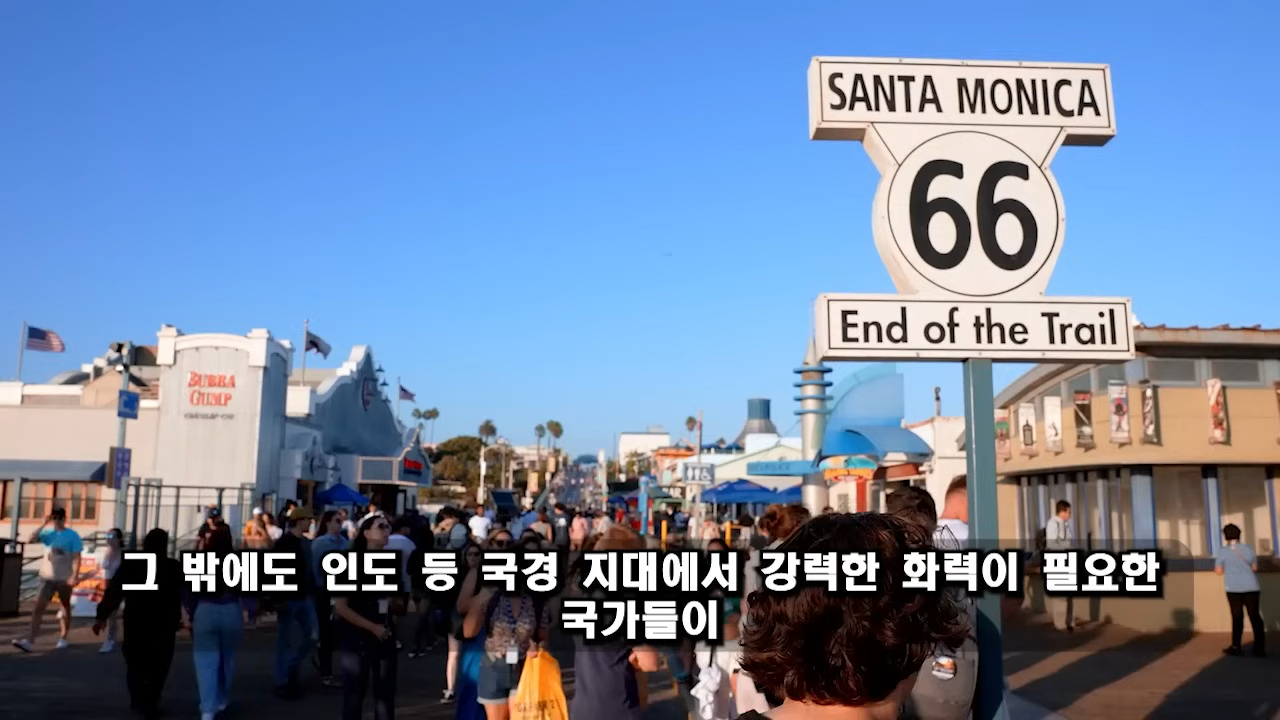 SANTA MONICA
66
End of the Trail
BUBBA
GUMP
그 밖에도 인도 등 국경 지대에서 강력한 화력이 필요한
국가들이